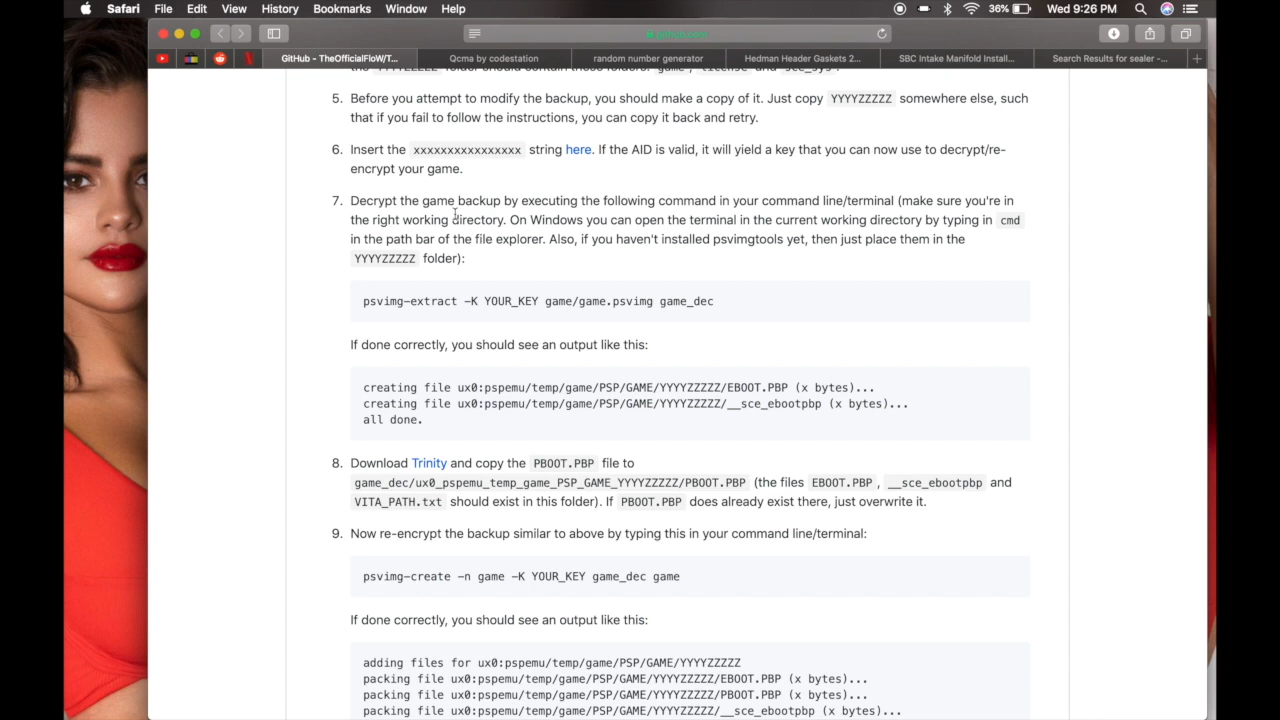 Safari File Edit View History Bookmarks Window Help 36% Wed 9:26 PM
github.com
GitHub - TheOfficialFloW/T... Qcma by codestation random number generator Hedman Header Gaskets 2... SBC Intake Manifold Install... Search Results for sealer -...
the YYYYZZZZZ folder should contain these folders: game, license and sce_sys.
5. Before you attempt to modify the backup, you should make a copy of it. Just copy YYYYZZZZZ somewhere else, such
that if you fail to follow the instructions, you can copy it back and retry.
6. Insert the xxxxxxxxxxxxxxxx string here. If the AID is valid, it will yield a key that you can now use to decrypt/re-
encrypt your game.
7. Decrypt the game backup by executing the following command in your command line/terminal (make sure you're in
the right working directory. On Windows you can open the terminal in the current working directory by typing in cmd
in the path bar of the file explorer. Also, if you haven't installed psvimgtools yet, then just place them in the
YYYYZZZZZ folder):
psvimg-extract -K YOUR_KEY game/game.psvimg game_dec
If done correctly, you should see an output like this:
creating file ux0:pspemu/temp/game/PSP/GAME/YYYYZZZZZ/EBOOT.PBP (x bytes)...
creating file ux0:pspemu/temp/game/PSP/GAME/YYYYZZZZZ/__sce_ebootpbp (x bytes)...
all done.
8. Download Trinity and copy the PBOOT.PBP file to
game_dec/ux0_pspemu_temp_game_PSP_GAME_YYYYZZZZZ/PBOOT.PBP (the files EBOOT.PBP, __sce_ebootpbp and
VITA_PATH.txt should exist in this folder). If PBOOT.PBP does already exist there, just overwrite it.
9. Now re-encrypt the backup similar to above by typing this in your command line/terminal:
psvimg-create -n game -K YOUR_KEY game_dec game
If done correctly, you should see an output like this:
adding files for ux0:pspemu/temp/game/PSP/GAME/YYYYZZZZZ
packing file ux0:pspemu/temp/game/PSP/GAME/YYYYZZZZZ/EBOOT.PBP (x bytes)...
packing file ux0:pspemu/temp/game/PSP/GAME/YYYYZZZZZ/PBOOT.PBP (x bytes)...
packing file ux0:pspemu/temp/game/PSP/GAME/YYYYZZZZZ/__sce_ebootpbp (x bytes)...